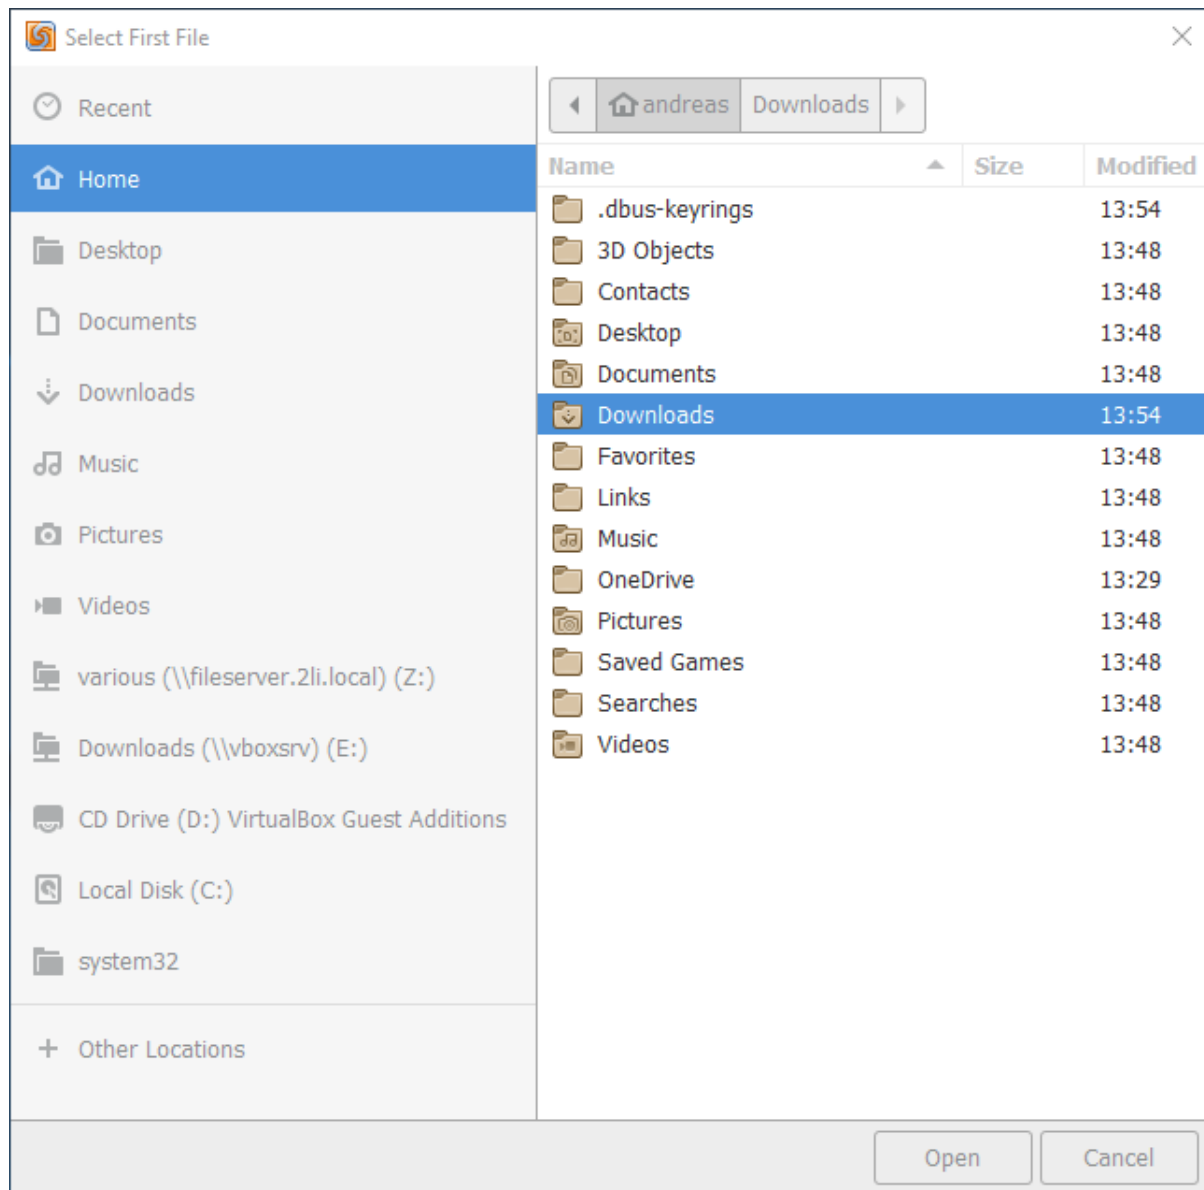 Select First File
Recent
Home
Desktop
Documents
Downloads
Music
Pictures
Videos
various (\\fileserver.2li.local) (Z:)
Downloads (\\vboxsrv) (E:)
CD Drive (D:) VirtualBox Guest Additions
Local Disk (C:)
system32
Other Locations
andreas Downloads
Name Size Modified
.dbus-keyrings 13:54
3D Objects 13:48
Contacts 13:48
Desktop 13:48
Documents 13:48
Downloads 13:54
Favorites 13:48
Links 13:48
Music 13:48
OneDrive 13:29
Pictures 13:48
Saved Games 13:48
Searches 13:48
Videos 13:48
Open Cancel